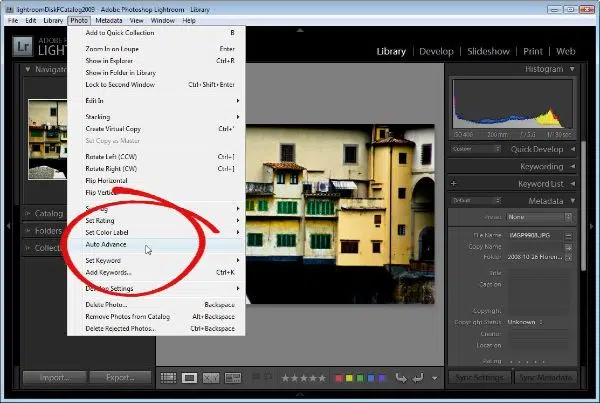 lightroomDiskFCatalog2009 - Adobe Photoshop Lightroom - Library
File Edit Library Photo Metadata View Window Help
Lr
ADOBE
LIGHT
Library | Develop | Slideshow | Print | Web
Add to Quick Collection B
Zoom In on Loupe Enter
Show in Explorer Ctrl+R
Show in Folder in Library
Lock to Second Window Ctrl+Shift+Enter
Edit In
Stacking
Create Virtual Copy Ctrl+'
Set Copy as Master
Rotate Left (CCW) Ctrl+[
Rotate Right (CW) Ctrl+]
Flip Horizontal
Flip Vertical
Set Rating
Set Color Label
Auto Advance
Set Keyword
Add Keywords... Ctrl+K
Develop Settings
Delete Photo... Backspace
Remove Photos from Catalog Alt+Backspace
Delete Rejected Photos... Ctrl+Backspace
Navigat
Catalog
Folders
Collecti
Import...
Export...
Histogram
ISO 400 200 mm f / 5.6 1/30 sec
Custom
Quick Develop
Keywording
Keyword List
Default
Metadata
Preset None
File Name IMGP9908.JPG
Copy Name
Folder 2008-10-26 Floren...
Title
Caption
Copyright
Copyright Status Unknown
Creator
Location
Rating
Sync Settings
Sync Metadata